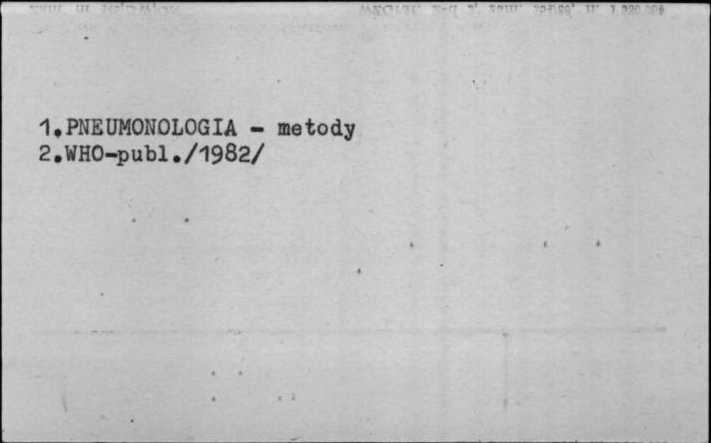 1.PNEUMONOLOGIA - metody
2.WHO-publ./1982/